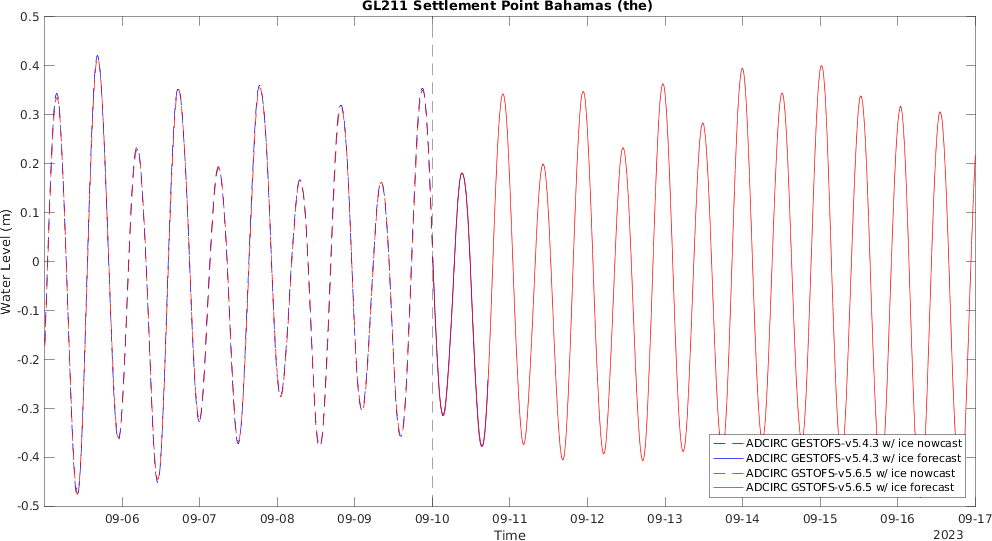 GL211 Settlement Point Bahamas (the)
0.5
0.4
0.3
0.2
0.1
0
-0.1
-0.2
-0.3
-0.4
-0.5
Water Level (m)
ADCIRC GESTOFS-v5.4.3 w/ ice nowcast
ADCIRC GESTOFS-v5.4.3 w/ ice forecast
ADCIRC GSTOFS-v5.6.5 w/ ice nowcast
ADCIRC GSTOFS-v5.6.5 w/ ice forecast
09-06 09-07 09-08 09-09 09-10 09-11 09-12 09-13 09-14 09-15 09-16 09-17
Time
2023